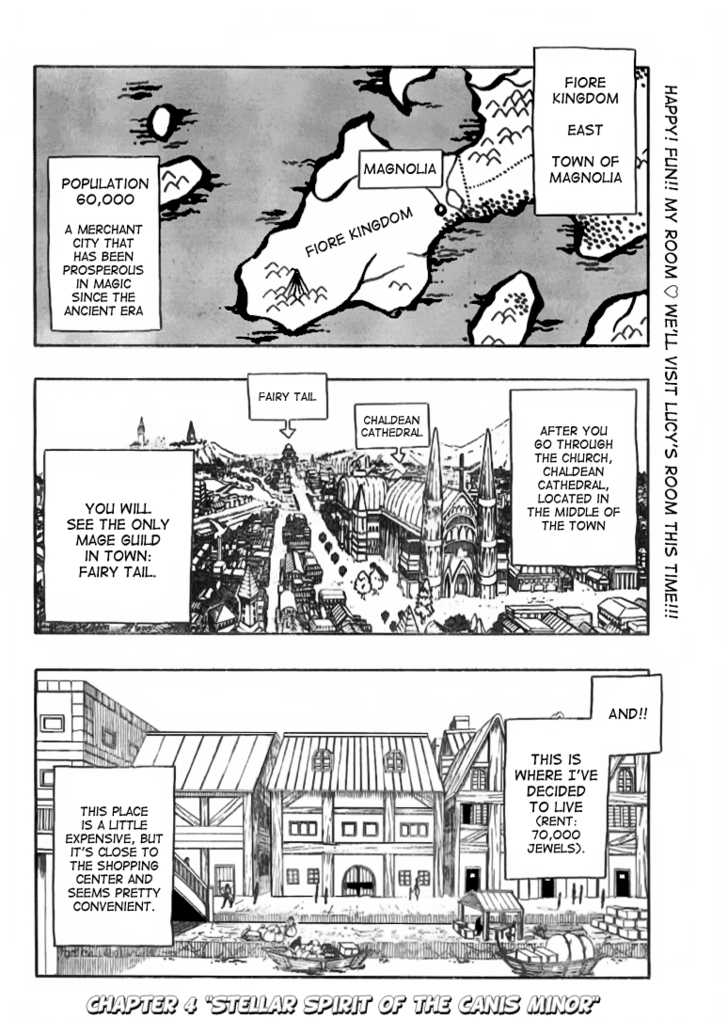 FIORE
KINGDOM
EAST
TOWN OF
MAGNOLIA
MAGNOLIA
FIORE KINGDOM
POPULATION
60,000
A MERCHANT
CITY THAT
HAS BEEN
PROSPEROUS
IN MAGIC
SINCE THE
ANCIENT ERA
HAPPY! FUN!! MY ROOM ♡ WE'LL VISIT LUCY'S ROOM THIS TIME!!!
AFTER YOU
GO THROUGH
THE CHURCH,
CHALDEAN
CATHEDRAL,
LOCATED IN
THE MIDDLE OF
THE TOWN
CHALDEAN
CATHEDRAL
FAIRY TAIL
YOU WILL
SEE THE ONLY
MAGE GUILD
IN TOWN:
FAIRY TAIL.
AND!!
THIS IS
WHERE I'VE
DECIDED
TO LIVE
(RENT:
70,000
JEWELS).
THIS PLACE
IS A LITTLE
EXPENSIVE, BUT
IT'S CLOSE TO
THE SHOPPING
CENTER AND
SEEMS PRETTY
CONVENIENT.
CHAPTER 4 "STELLAR SPIRIT OF THE CANIS MINOR"